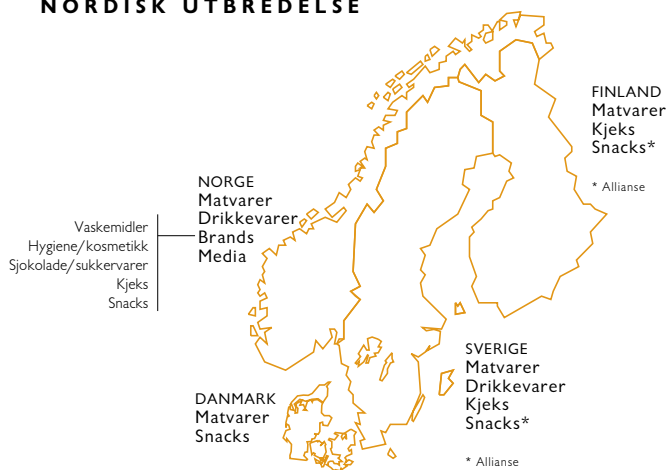 NORDISK UTBREDELSE
FINLAND
Matvarer
Kjeks
Snacks*
* Allianse
NORGE
Matvarer
Drikkevarer
Brands
Media
Vaskemidler
Hygiene/kosmetikk
Sjokolade/sukkervarer
Kjeks
Snacks
SVERIGE
Matvarer
Drikkevarer
Kjeks
Snacks*
* Allianse
DANMARK
Matvarer
Snacks